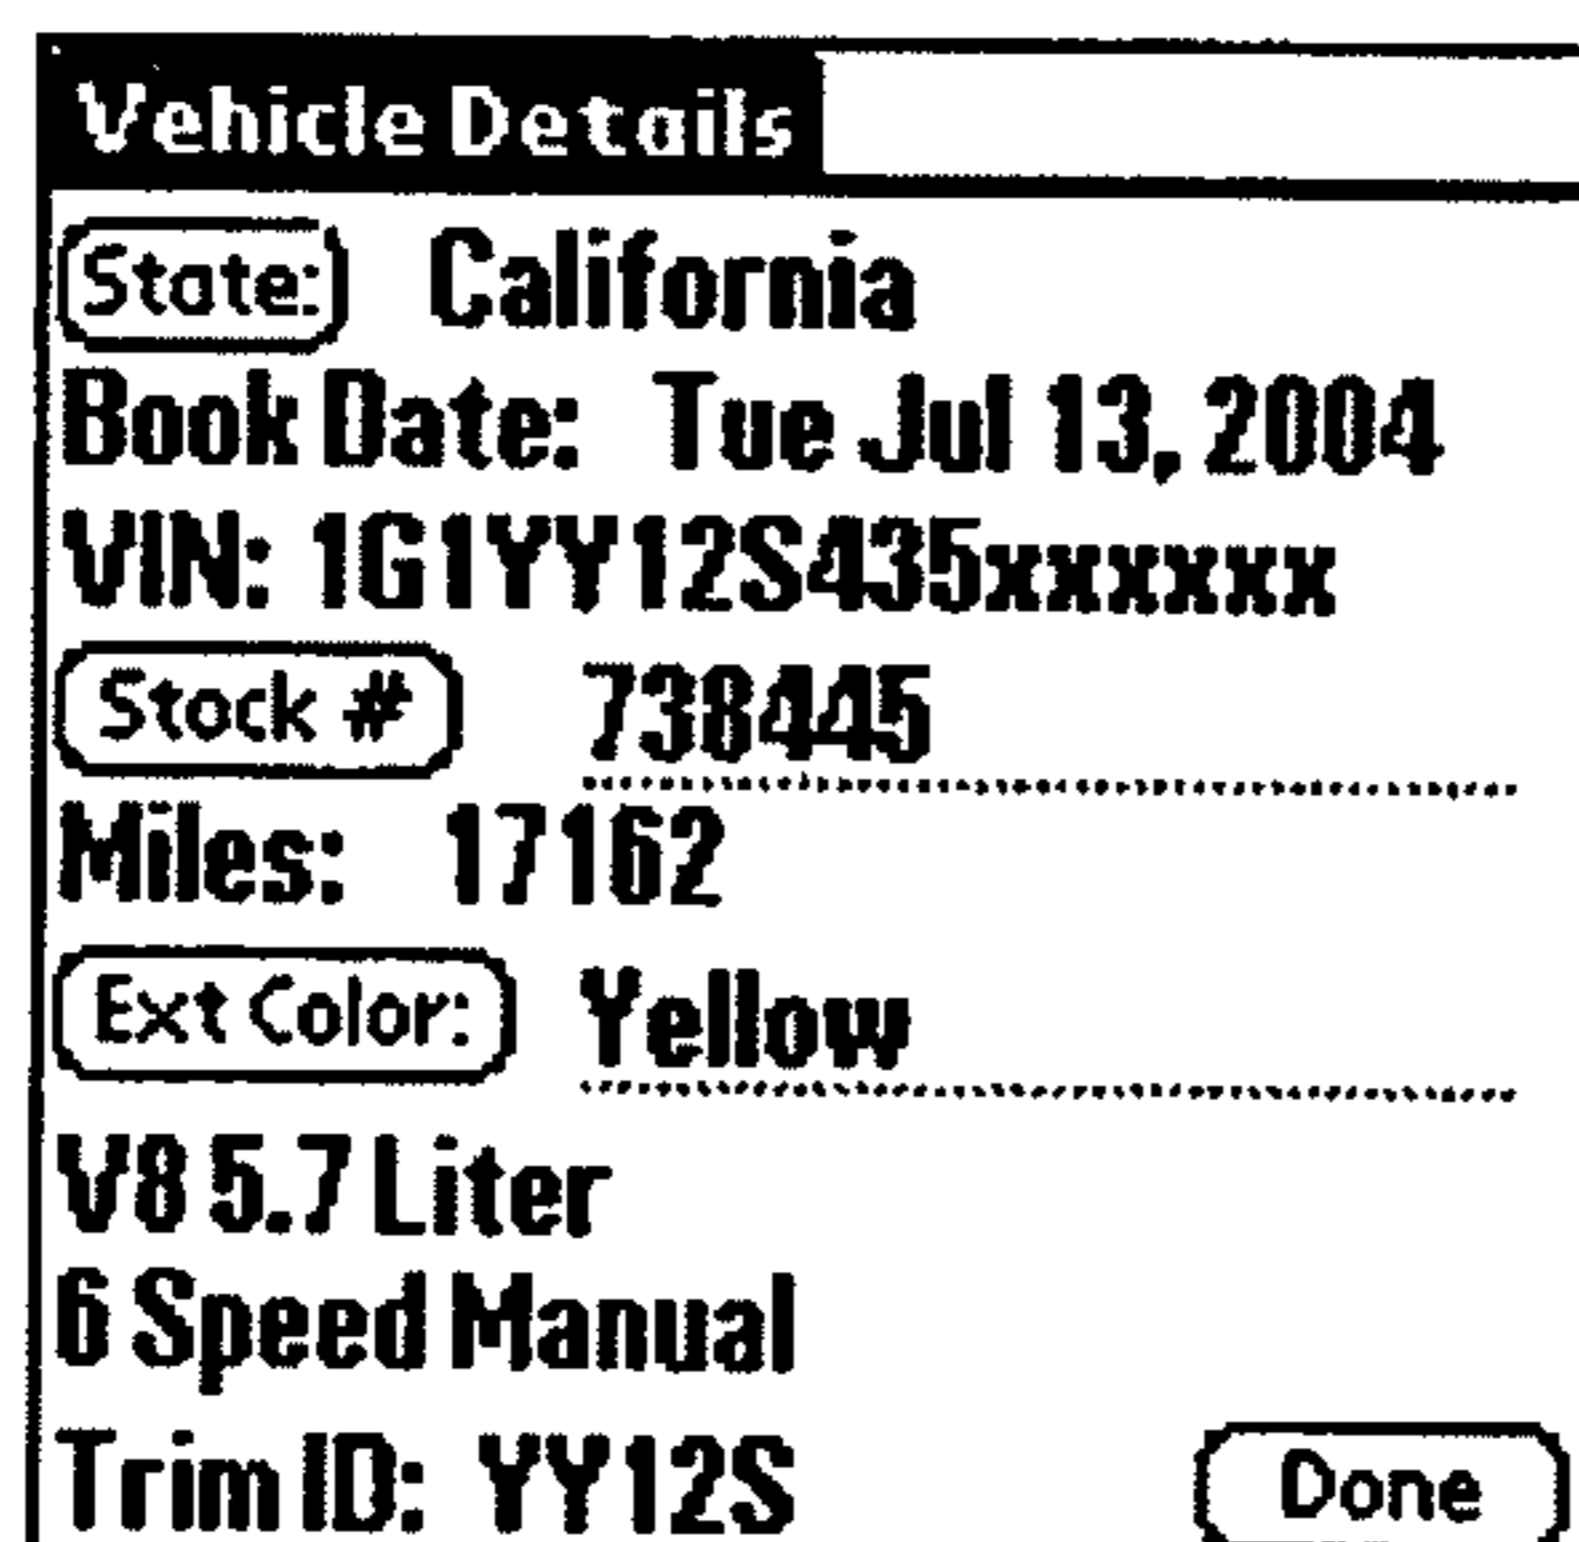 Vehicle Details
State: California
Book Date: Tue Jul 13, 2004
VIN: 1G1YY12S435xxxxxx
Stock # 738445
Miles: 17162
Ext Color: Yellow
V8 5.7 Liter
6 Speed Manual
Trim ID: YY12S Done